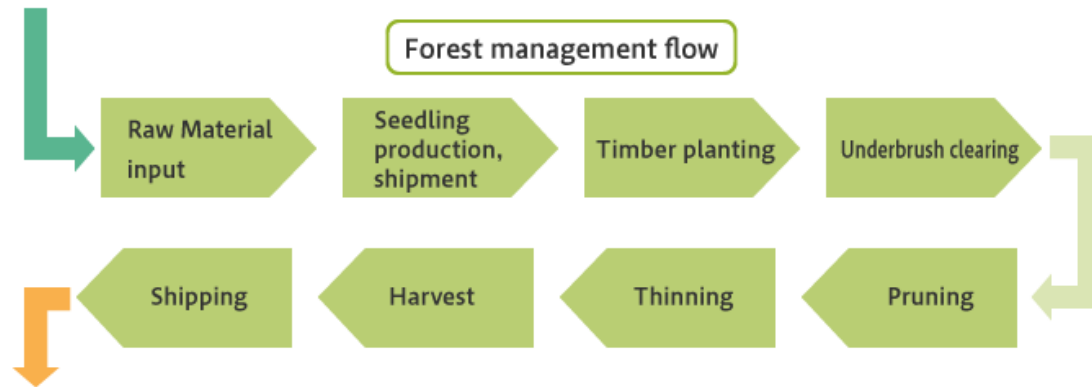 Forest management flow
Raw Material
input
Seedling
production,
shipment
Timber planting
Underbrush clearing
Pruning
Thinning
Harvest
Shipping